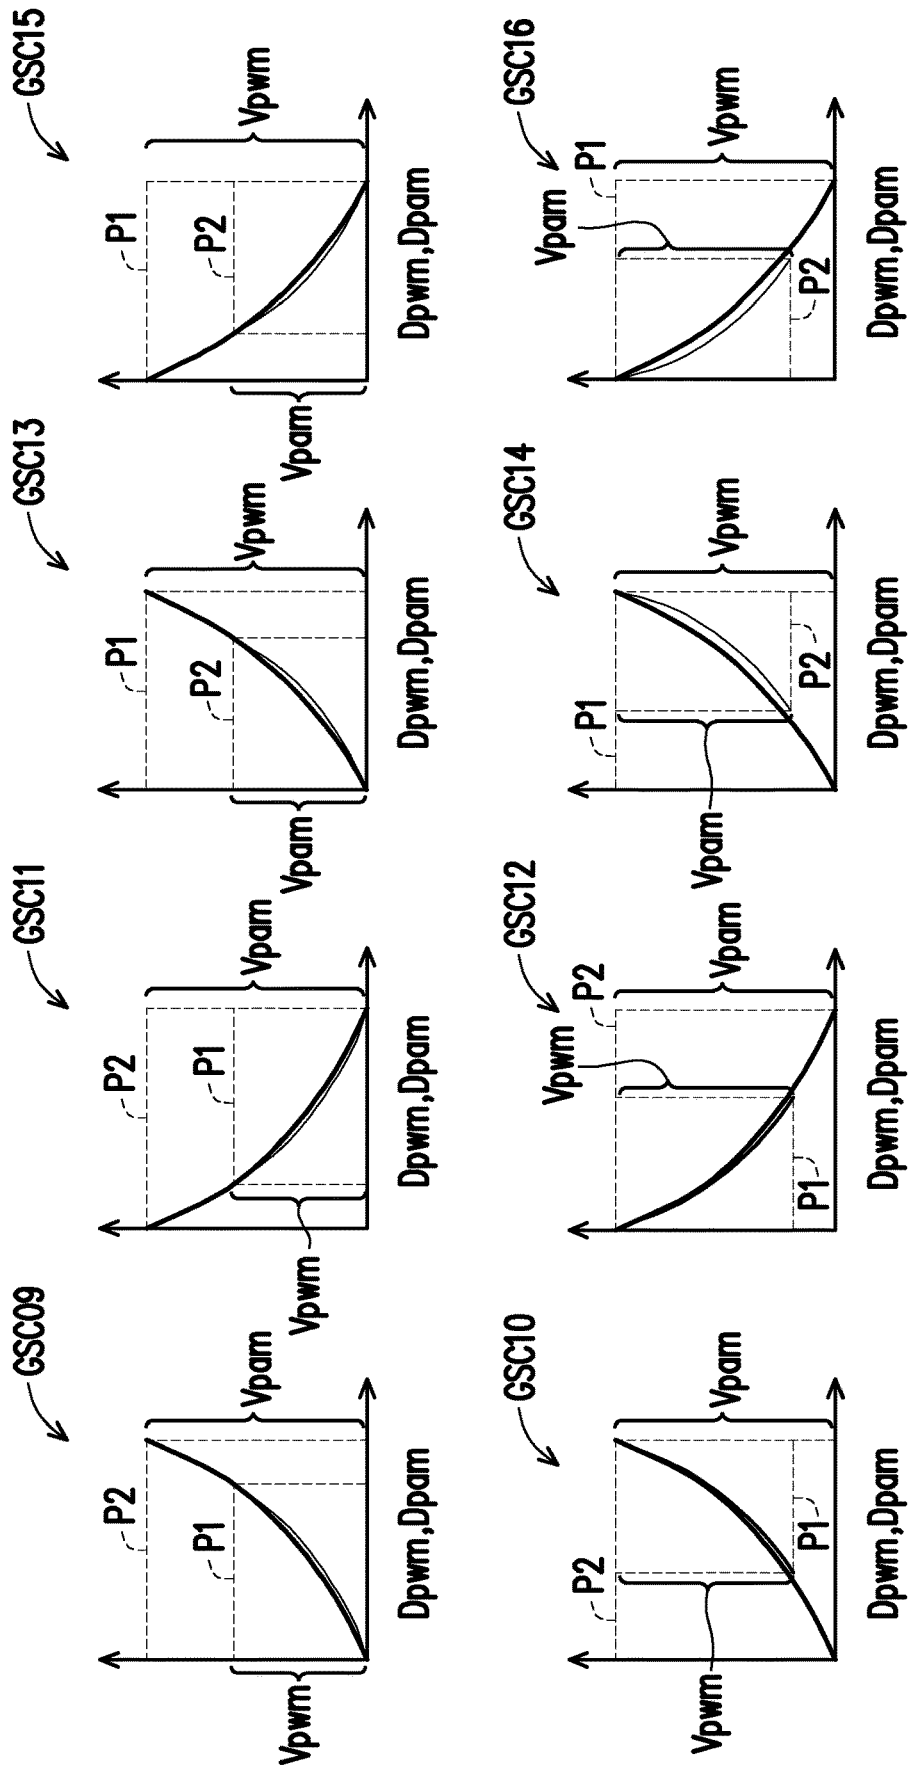 GSC09
P2
P1
Vpwm
Vpam
Dpwm,Dpam
GSC11
P2
P1
Vpwm
Vpam
Dpwm,Dpam
GSC13
P1
P2
Vpam
Vpwm
Dpwm,Dpam
GSC15
P1
P2
Vpam
Vpwm
Dpwm,Dpam
GSC10
P2
P1
Vpwm
Vpam
Dpwm,Dpam
GSC12
P2
Vpwm
P1
Vpam
Dpwm,Dpam
GSC14
P1
P2
Vpam
Vpwm
Dpwm,Dpam
GSC16
P1
Vpam
P2
Vpwm
Dpwm,Dpam